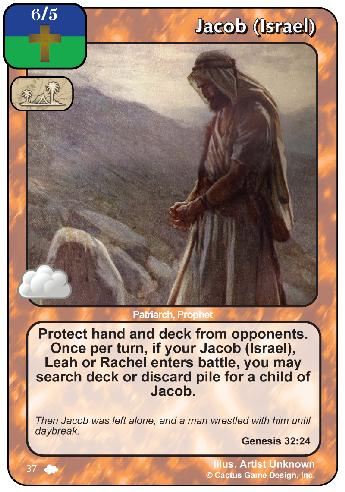 6/5
Jacob (Israel)
Patriarch, Prophet
Protect hand and deck from opponents.
Once per turn, if your Jacob (Israel),
Leah or Rachel enters battle, you may
search deck or discard pile for a child of
Jacob.
Then Jacob was left alone, and a man wrestled with him until
daybreak.
Genesis 32:24
37
Illus. Artist Unknown
© Cactus Game Design, Inc.